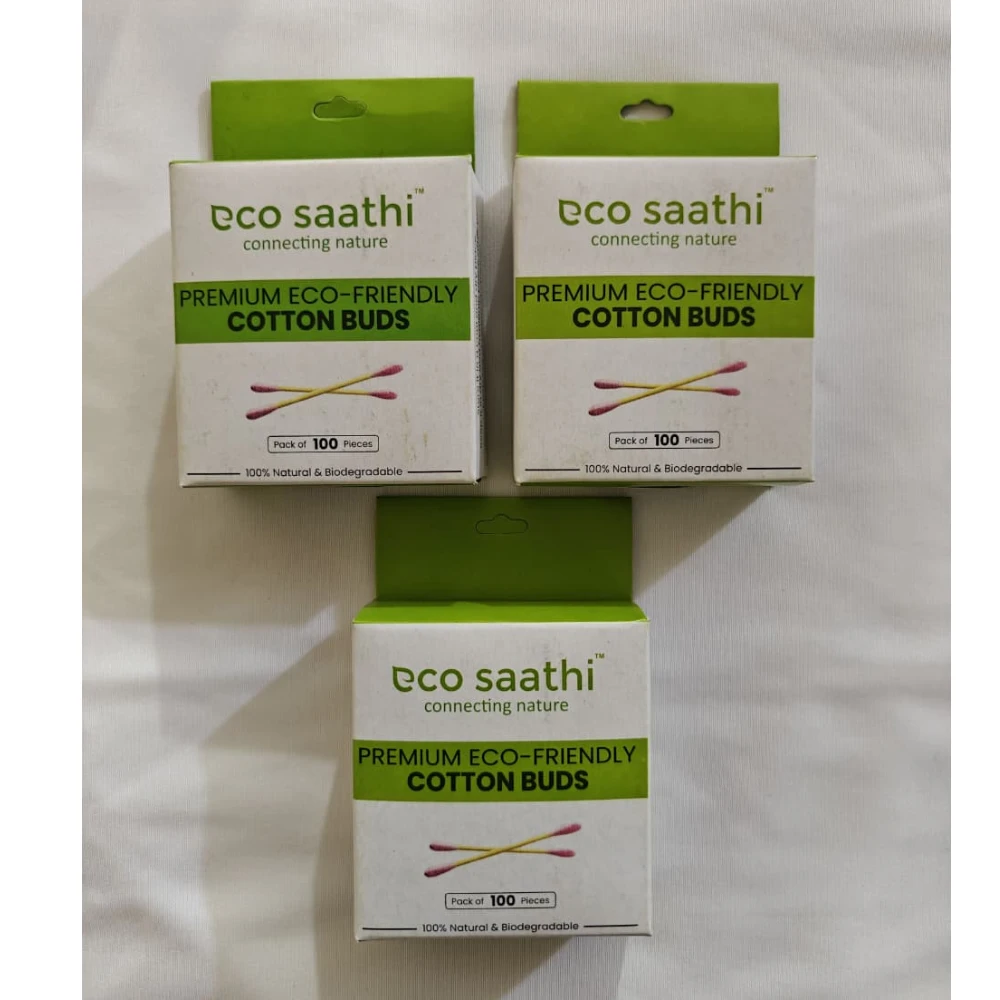 eco saathi™
connecting nature
PREMIUM ECO-FRIENDLY
COTTON BUDS
Pack of 100 Pieces
100% Natural & Biodegradable
eco saathi™
connecting nature
PREMIUM ECO-FRIENDLY
COTTON BUDS
Pack of 100 Pieces
100% Natural & Biodegradable
eco saathi™
connecting nature
PREMIUM ECO-FRIENDLY
COTTON BUDS
Pack of 100 Pieces
100% Natural & Biodegradable